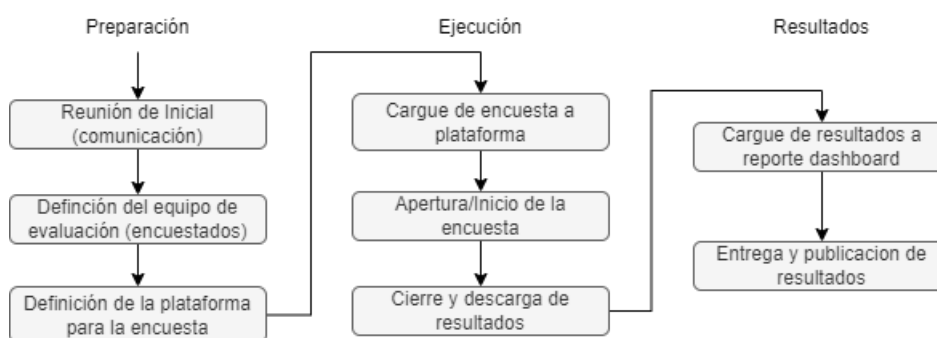 Preparación
Reunión de Inicial
(comunicación)
Definción del equipo de
evaluación (encuestados)
Definición de la plataforma
para la encuesta
Ejecución
Cargue de encuesta a
plataforma
Apertura/Inicio de la
encuesta
Cierre y descarga de
resultados
Resultados
Cargue de resultados a
reporte dashboard
Entrega y publicacion de
resultados